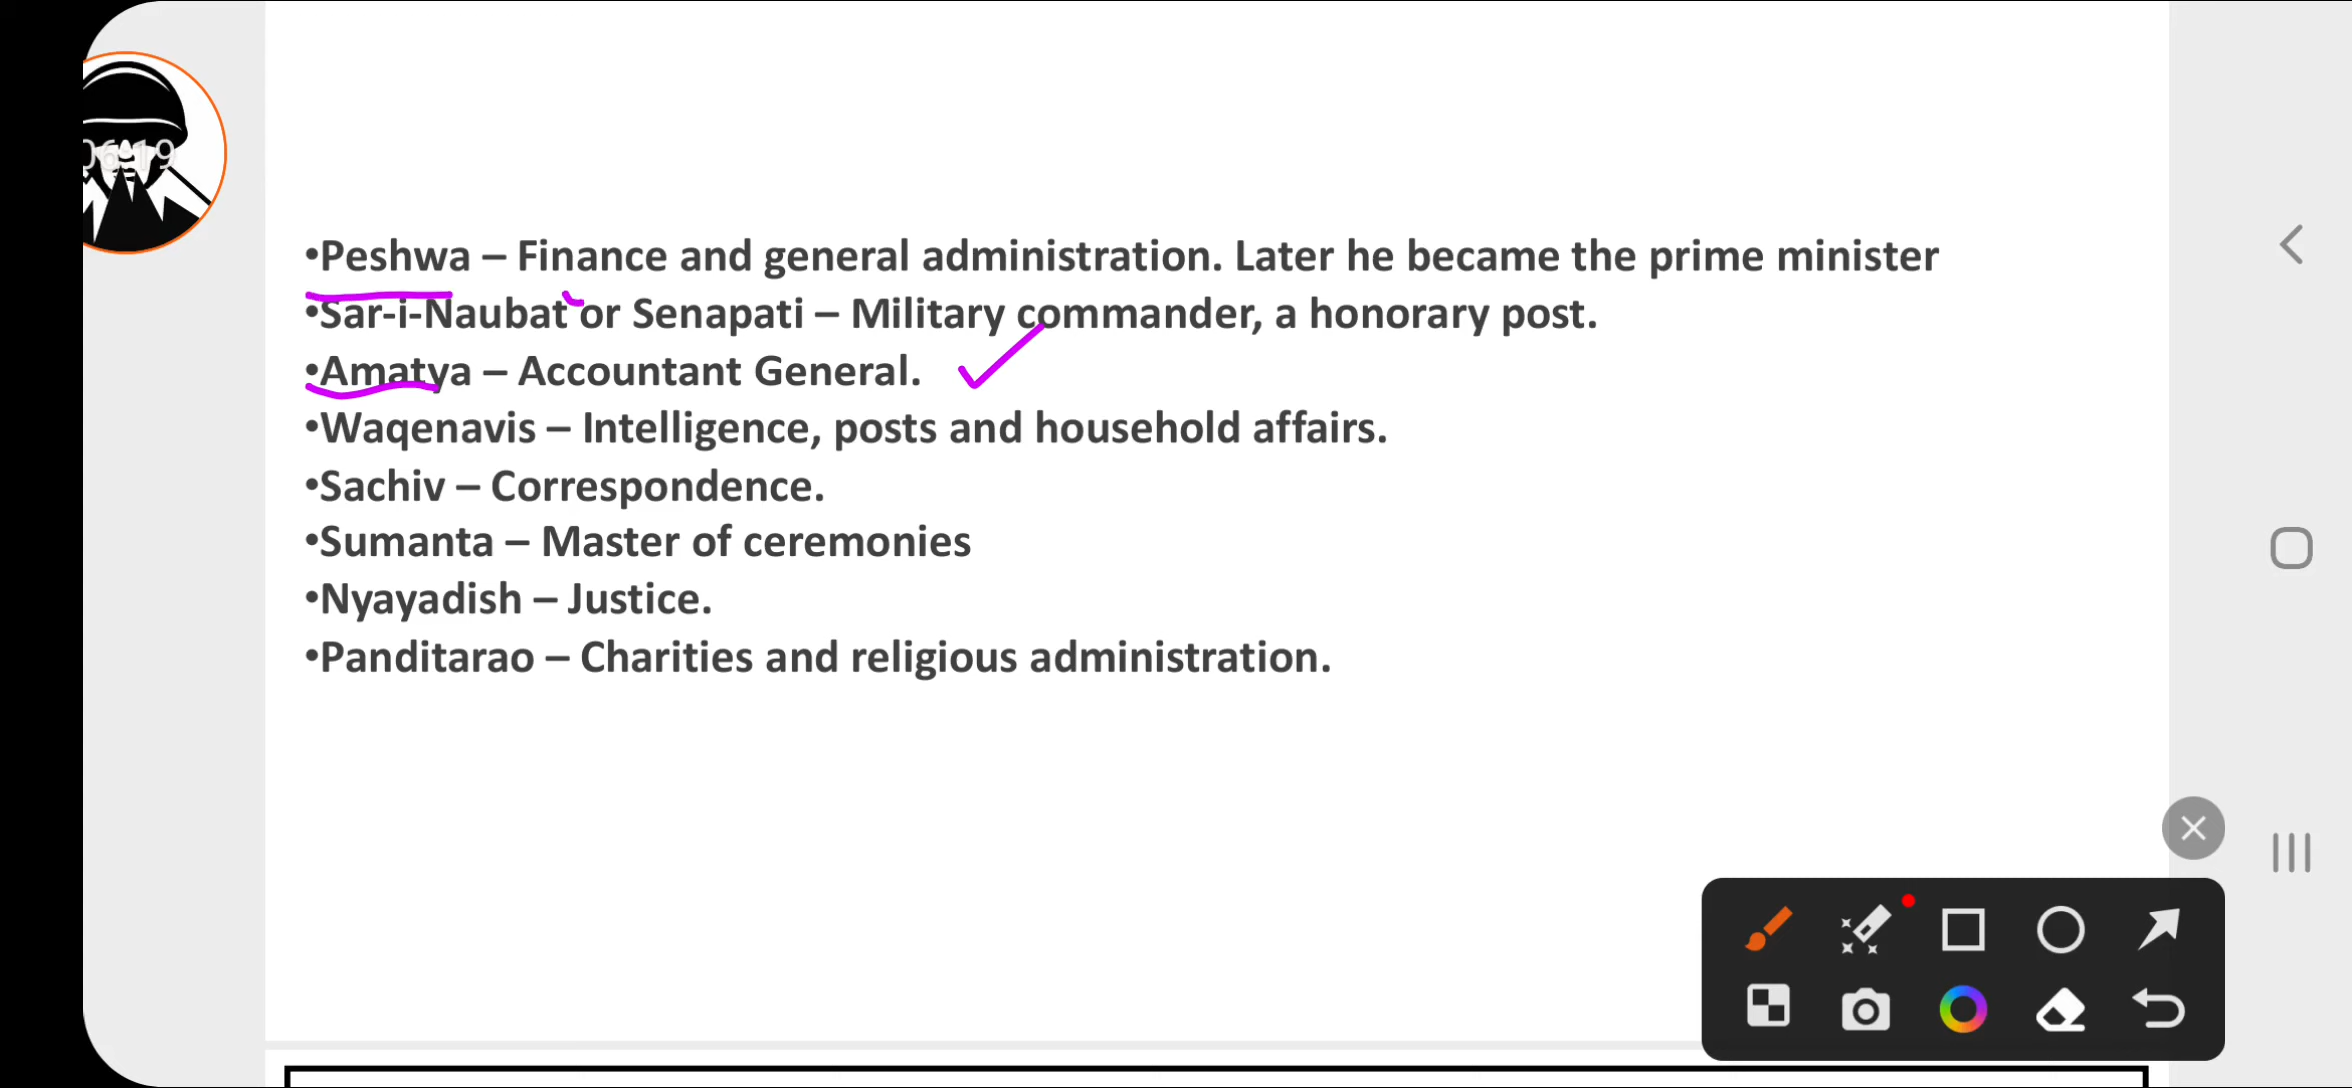 06:19
•Peshwa – Finance and general administration. Later he became the prime minister
•Sar-i-Naubat or Senapati – Military commander, a honorary post.
•Amatya – Accountant General.
•Waqenavis – Intelligence, posts and household affairs.
•Sachiv – Correspondence.
•Sumanta – Master of ceremonies
•Nyayadish – Justice.
•Panditarao – Charities and religious administration.